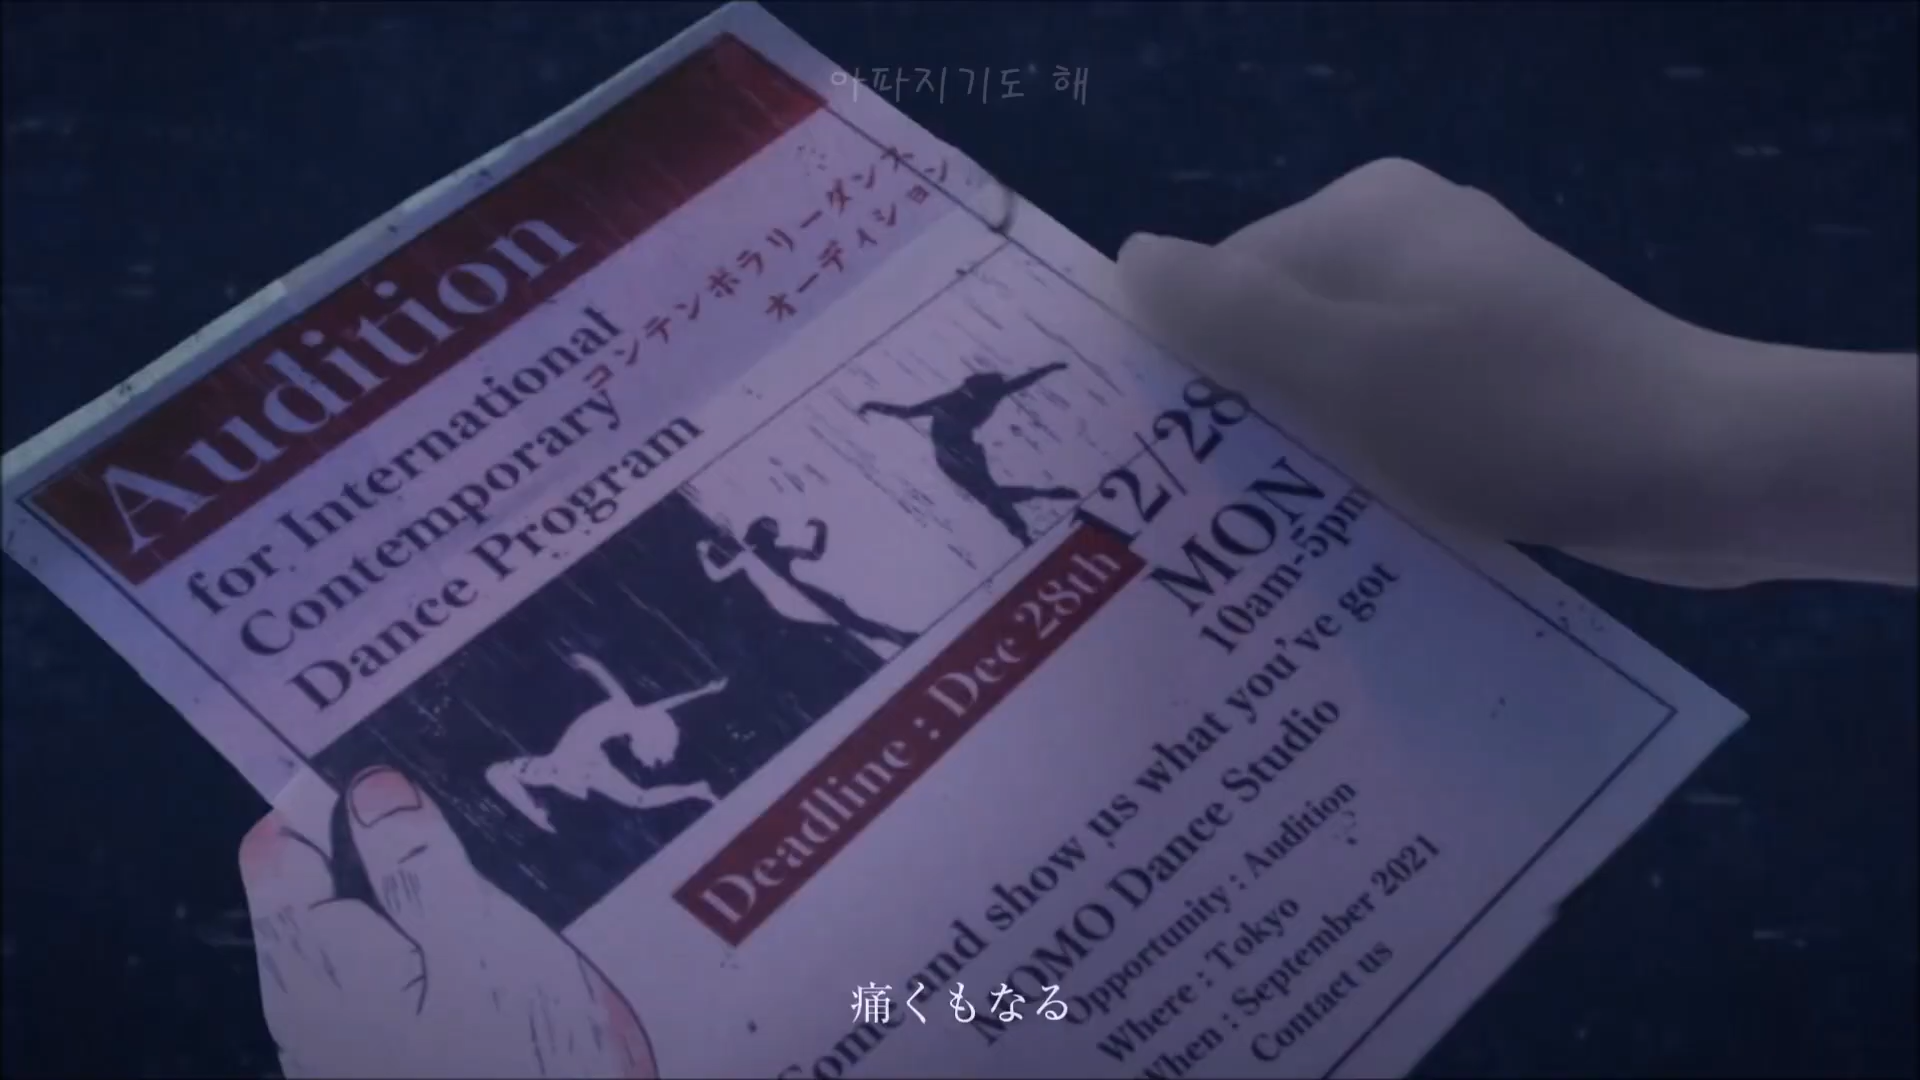 아파지기도 해
Audition
for International
Contemporary
Dance Program
コンテンポラリーダンス
オーディション
12/28
MON
10am-5pm
Deadline : Dec 28th
Come and show us what you've got
MOMO Dance Studio
Opportunity : Audition
Where : Tokyo
When : September 2021
Contact us
痛くもなる